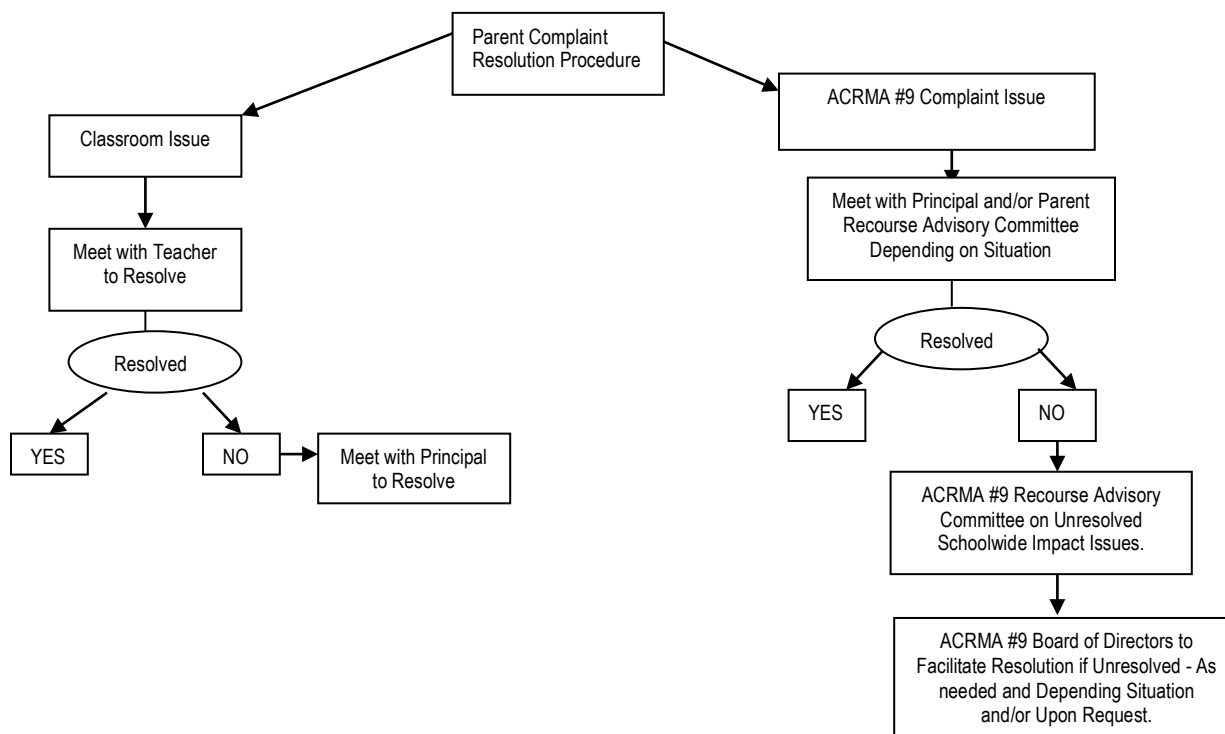 Parent Complaint
Resolution Procedure
Classroom Issue
Meet with Teacher
to Resolve
Resolved
YES
NO
Meet with Principal
to Resolve
ACRMA #9 Complaint Issue
Meet with Principal and/or Parent
Recourse Advisory Committee
Depending on Situation
Resolved
YES
NO
ACRMA #9 Recourse Advisory
Committee on Unresolved
Schoolwide Impact Issues.
ACRMA #9 Board of Directors to
Facilitate Resolution if Unresolved - As
needed and Depending Situation
and/or Upon Request.